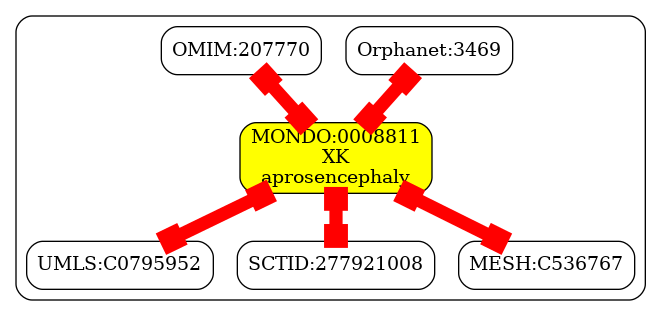 OMIM:207770
Orphanet:3469
MONDO:0008811
XK
aprosencephaly
UMLS:C0795952
SCTID:277921008
MESH:C536767